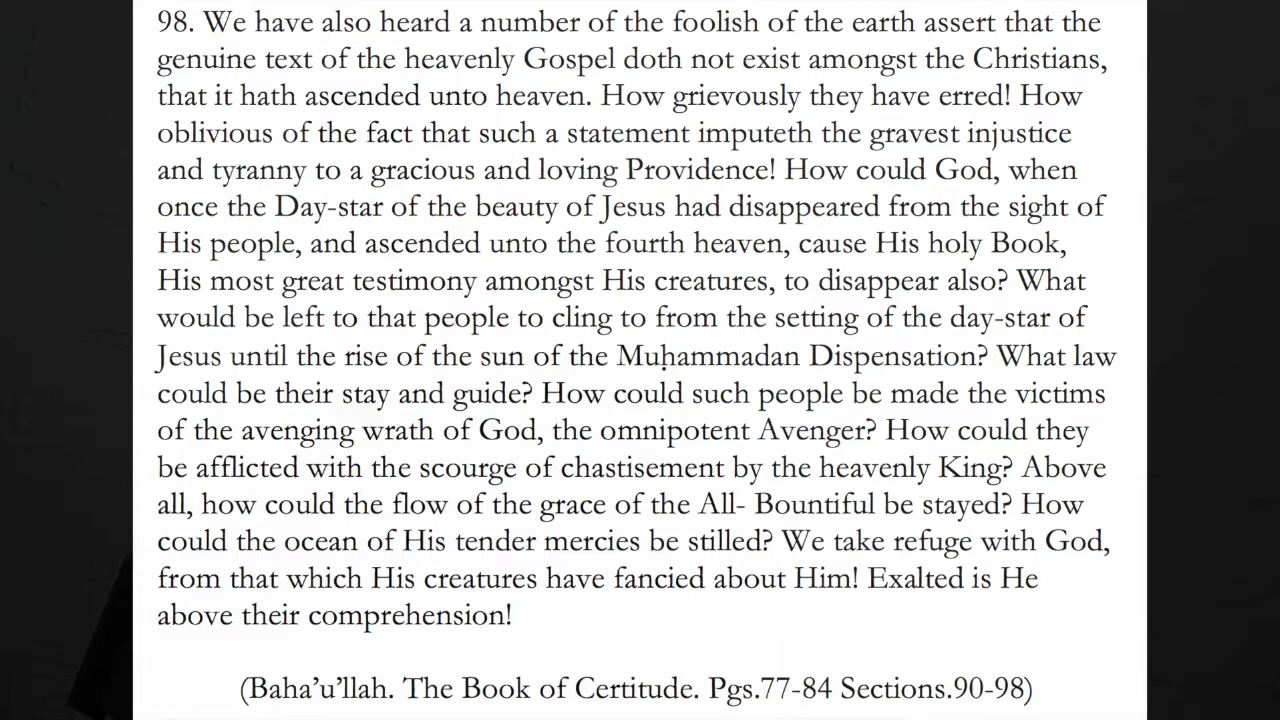 98. We have also heard a number of the foolish of the earth assert that the
genuine text of the heavenly Gospel doth not exist amongst the Christians,
that it hath ascended unto heaven. How grievously they have erred! How
oblivious of the fact that such a statement imputeth the gravest injustice
and tyranny to a gracious and loving Providence! How could God, when
once the Day-star of the beauty of Jesus had disappeared from the sight of
His people, and ascended unto the fourth heaven, cause His holy Book,
His most great testimony amongst His creatures, to disappear also? What
would be left to that people to cling to from the setting of the day-star of
Jesus until the rise of the sun of the Muḥammadan Dispensation? What law
could be their stay and guide? How could such people be made the victims
of the avenging wrath of God, the omnipotent Avenger? How could they
be afflicted with the scourge of chastisement by the heavenly King? Above
all, how could the flow of the grace of the All- Bountiful be stayed? How
could the ocean of His tender mercies be stilled? We take refuge with God,
from that which His creatures have fancied about Him! Exalted is He
above their comprehension!
(Baha’u’llah. The Book of Certitude. Pgs.77-84 Sections.90-98)